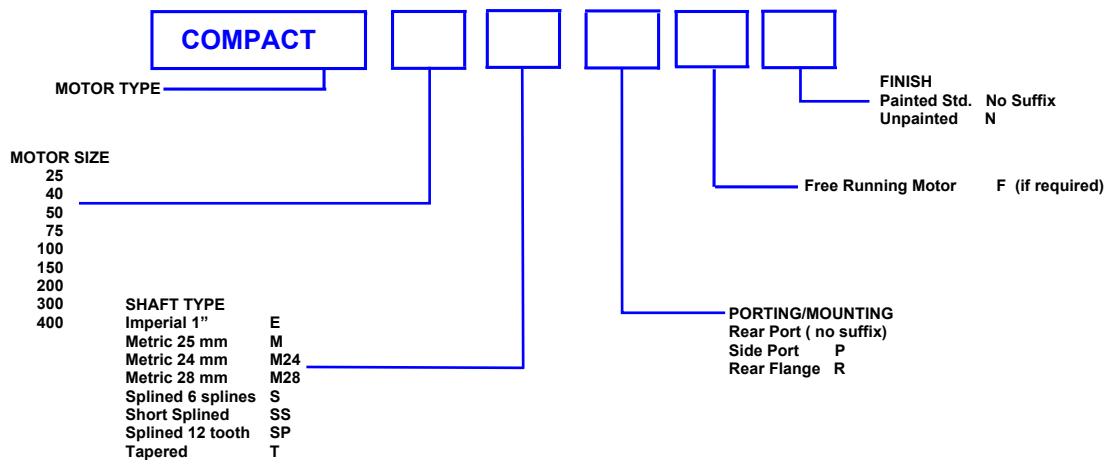 COMPACT
MOTOR TYPE
FINISH
Painted Std. No Suffix
Unpainted N
MOTOR SIZE
25
40
50
75
100
150
200
300
400
Free Running Motor F (if required)
SHAFT TYPE
Imperial 1” E
Metric 25 mm M
Metric 24 mm M24
Metric 28 mm M28
Splined 6 splines S
Short Splined SS
Splined 12 tooth SP
Tapered T
PORTING/MOUNTING
Rear Port ( no suffix)
Side Port P
Rear Flange R